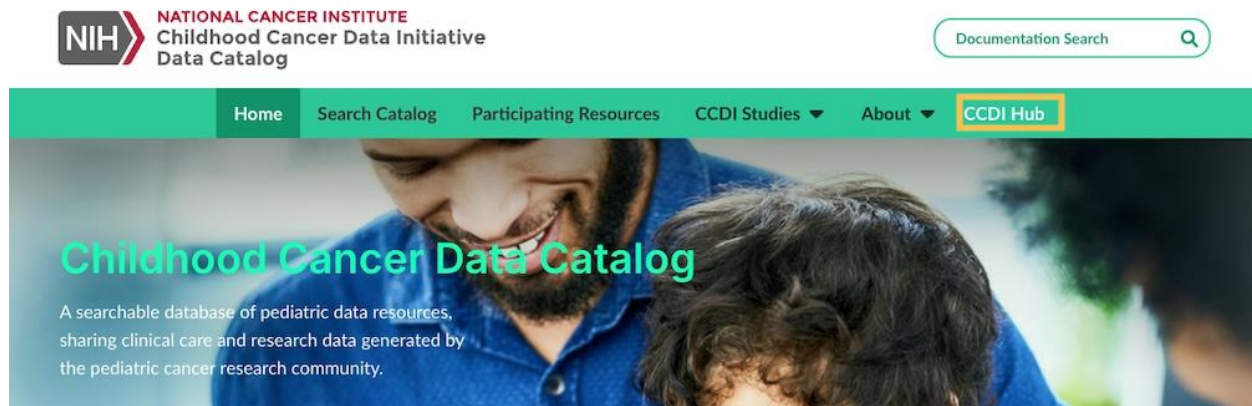 NIH
NATIONAL CANCER INSTITUTE
Childhood Cancer Data Initiative
Data Catalog
Documentation Search
Home Search Catalog Participating Resources CCDI Studies About CCDI Hub
Childhood Cancer Data Catalog
A searchable database of pediatric data resources,
sharing clinical care and research data generated by
the pediatric cancer research community.